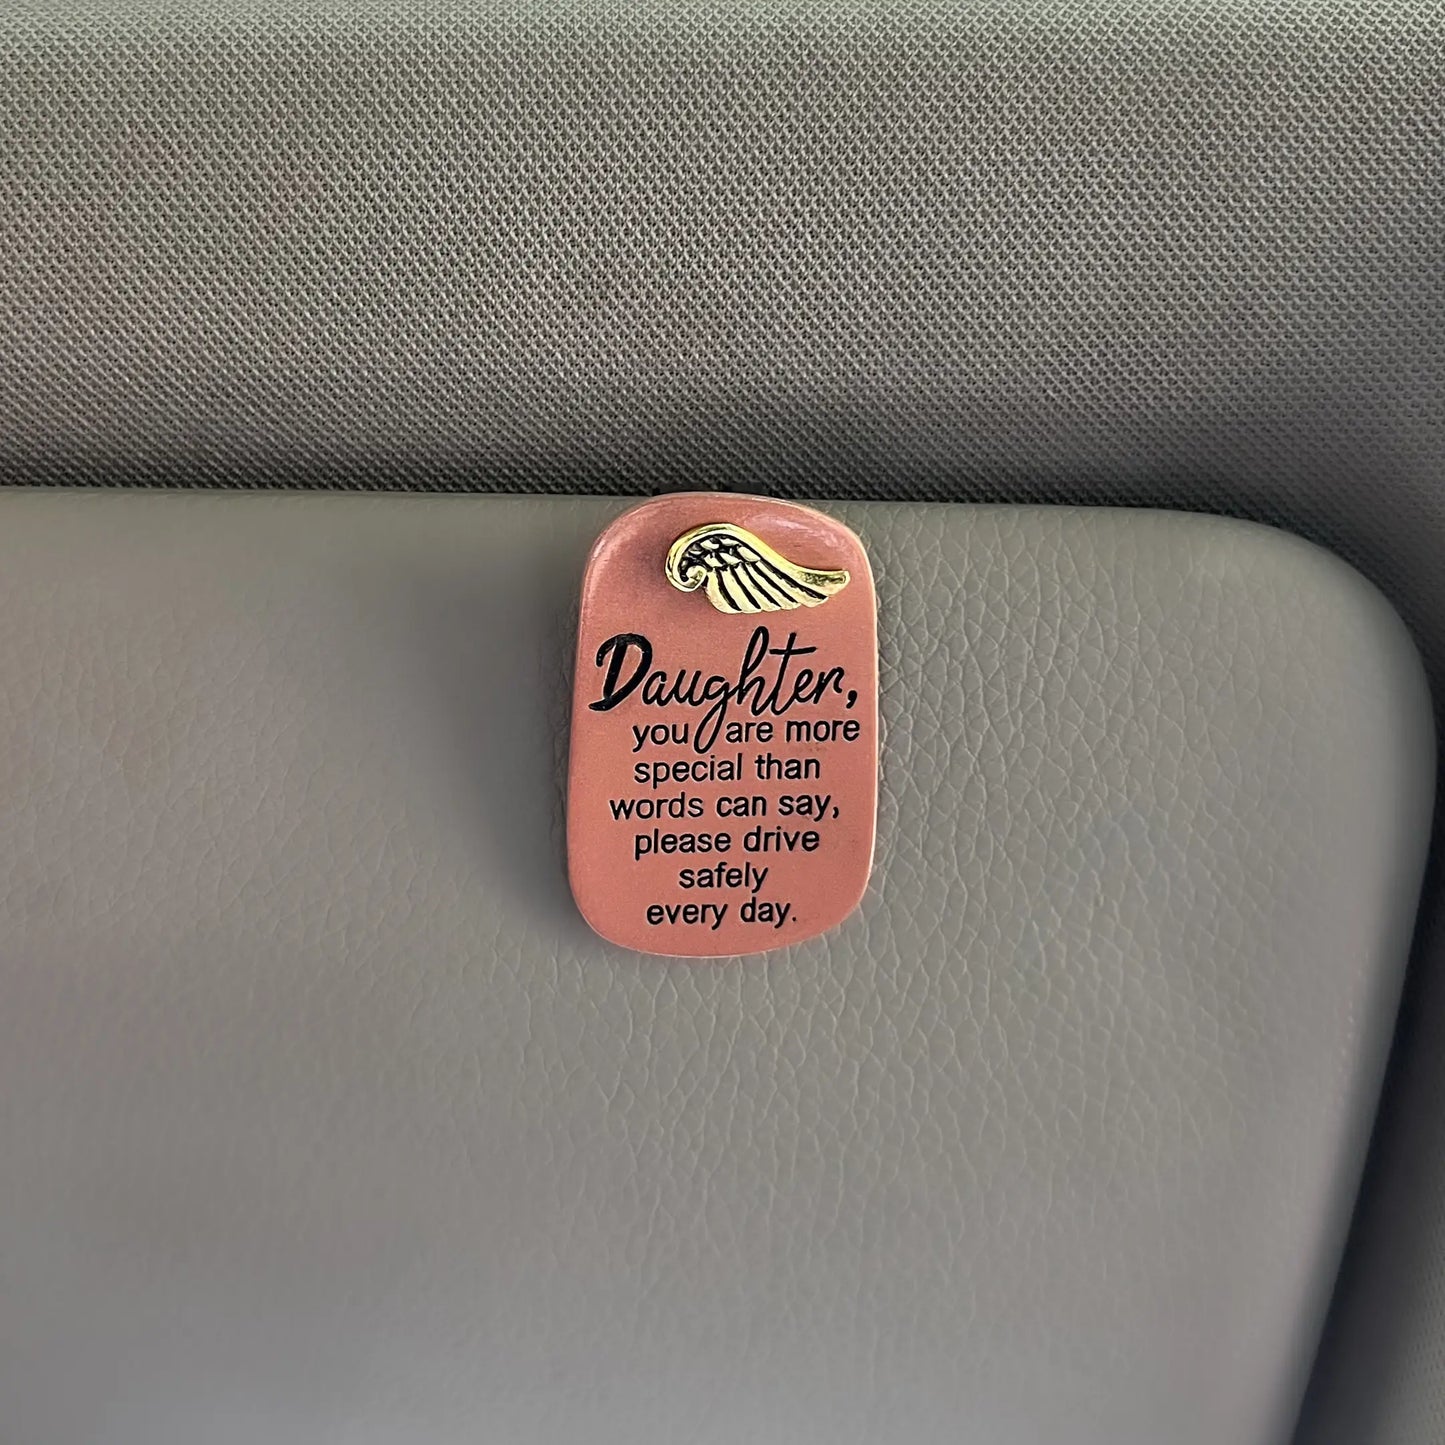 Daughter,
you are more
special than
words can say,
please drive
safely
every day.